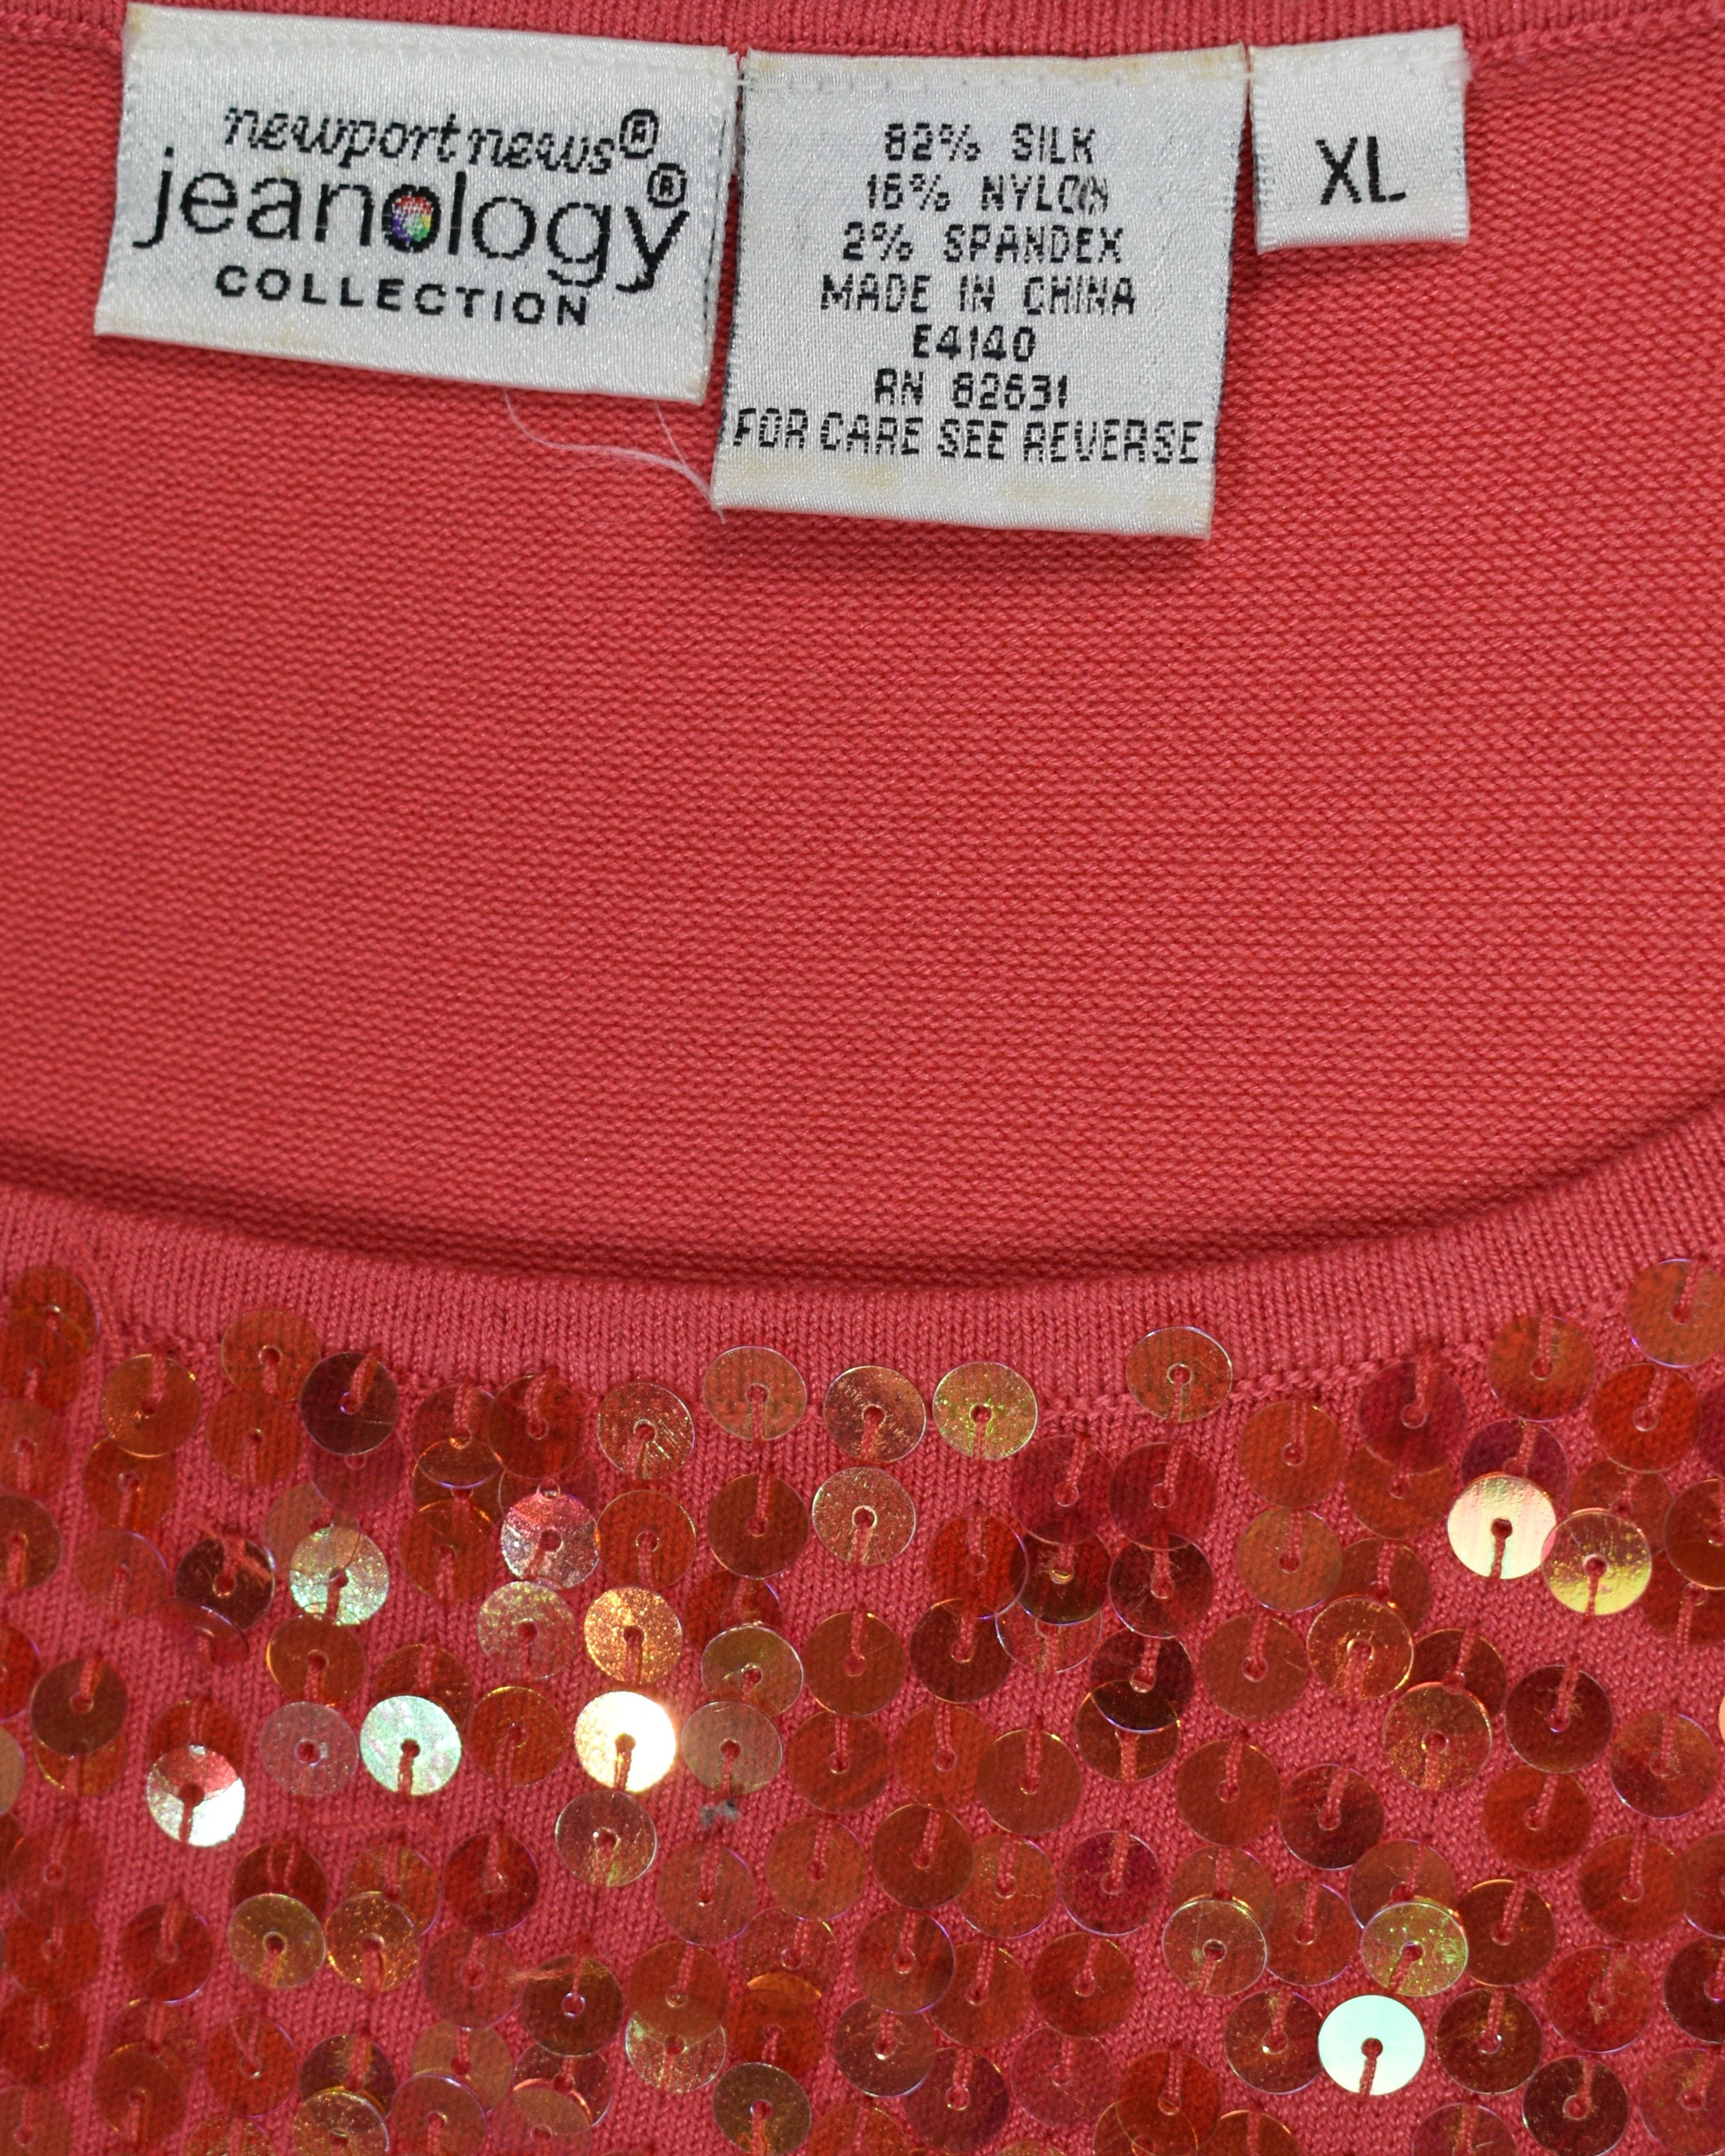 newport news®
jeanology®
COLLECTION
82% SILK
16% NYLON
2% SPANDEX
MADE IN CHINA
E4140
RN 82631
FOR CARE SEE REVERSE
XL